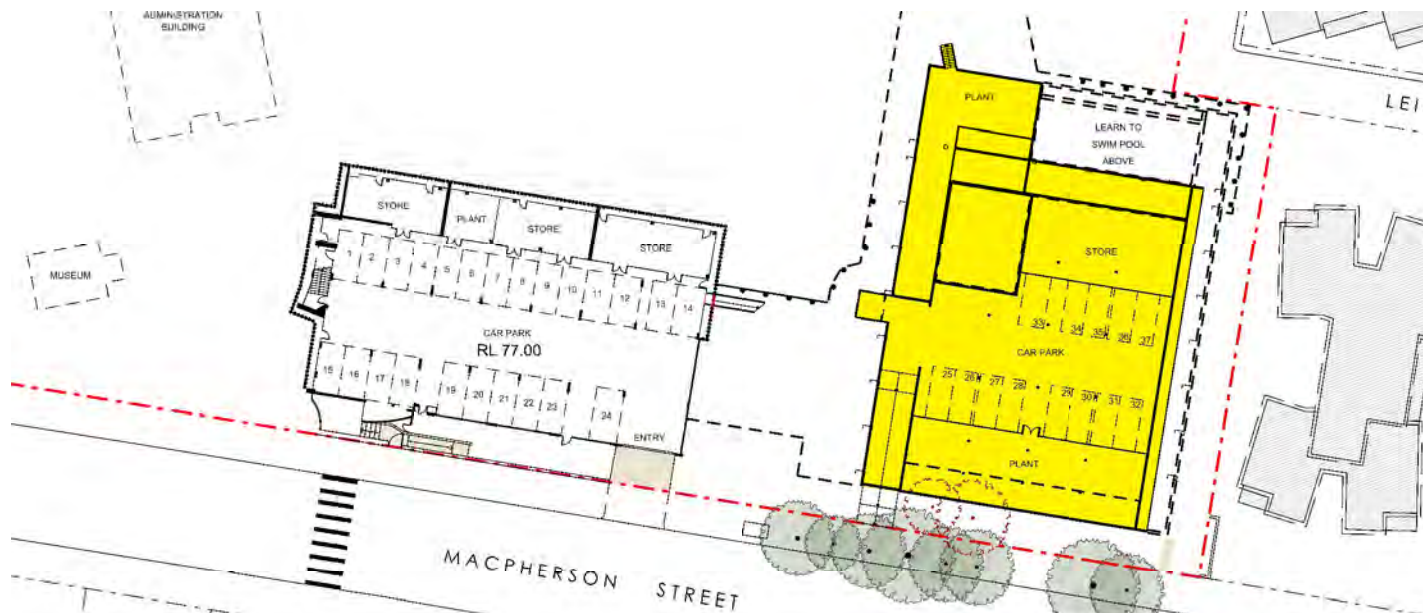 ADMINISTRATION
BUILDING
LEI
PLANT
LEARN TO
SWIM POOL
ABOVE
STORE
PLANT
STORE
STORE
STORE
MUSEUM
1
2
3
4
5
6
7
8
9
10
11
12
13
14
CAR PARK
RL 77.00
33
34
35
36
37
CAR PARK
15
16
17
18
19
20
21
22
23
24
25
26
27
28
29
30
31
32
ENTRY
PLANT
MACPHERSON STREET